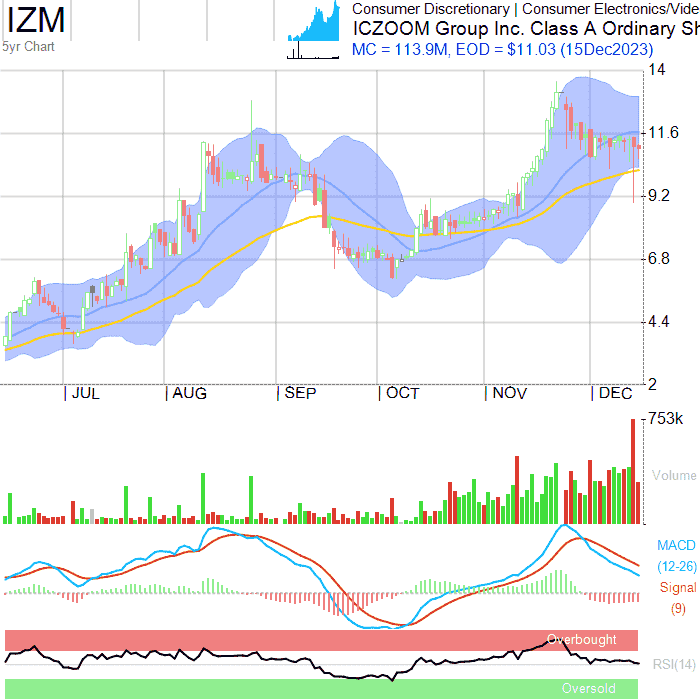 IZM
5yr Chart
Consumer Discretionary | Consumer Electronics/Vide
ICZOOM Group Inc. Class A Ordinary Sh
MC = 113.9M, EOD = $11.03 (15Dec2023)
14
11.6
9.2
6.8
4.4
2
JUL AUG SEP OCT NOV DEC
753k
Volume
MACD
(12-26)
Signal
(9)
Overbought
RSI(14)
Oversold